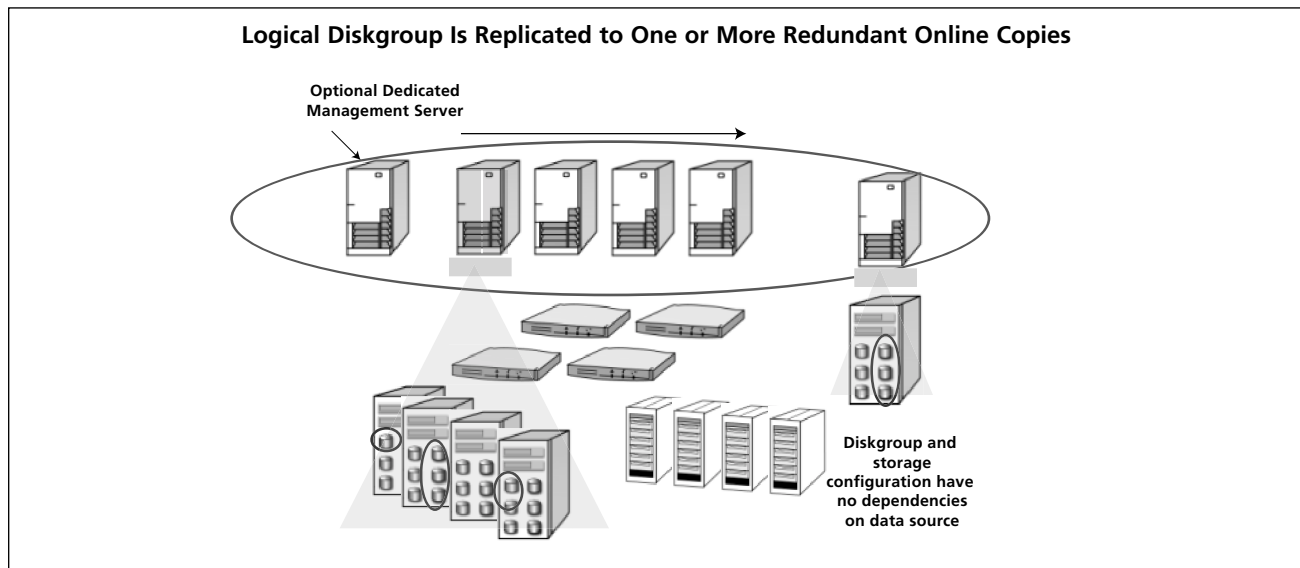 Logical Diskgroup Is Replicated to One or More Redundant Online Copies
Optional Dedicated
Management Server
Diskgroup and
storage
configuration have
no dependencies
on data source